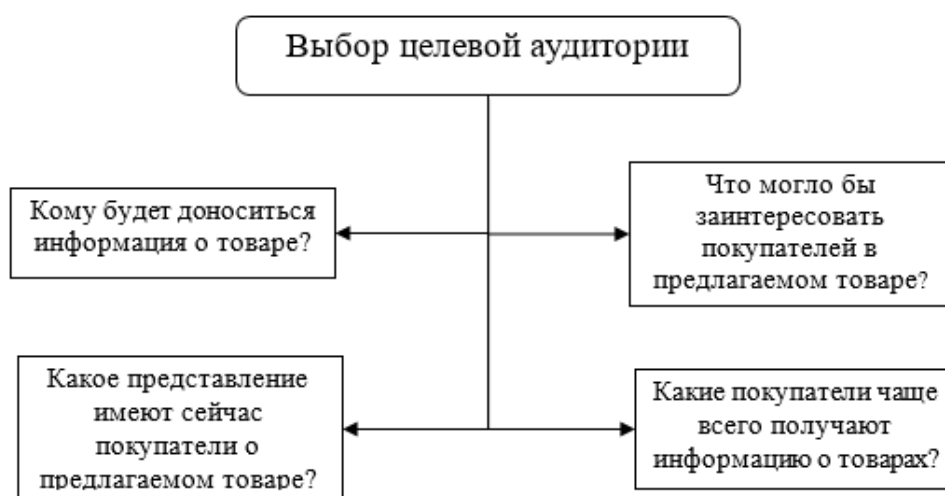 Выбор целевой аудитории
Кому будет доноситься
информация о товаре?
Что могло бы
заинтересовать
покупателей в
предлагаемом товаре?
Какое представление
имеют сейчас
покупатели о
предлагаемом товаре?
Какие покупатели чаще
всего получают
информацию о товарах?